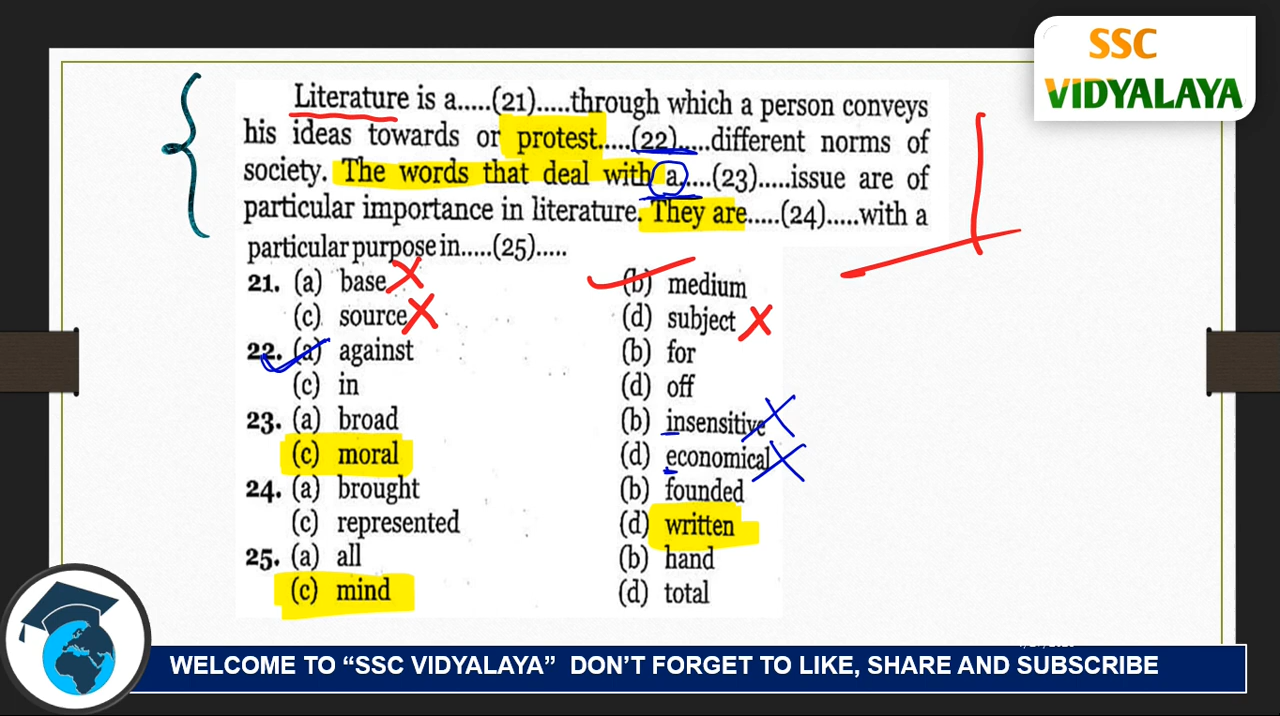 SSC
VIDYALAYA
Literature is a.....(21).....through which a person conveys
his ideas towards or protest.....(22).....different norms of
society. The words that deal with a.....(23).....issue are of
particular importance in literature. They are.....(24).....with a
particular purpose in.....(25).....
21. (a) base (b) medium
(c) source (d) subject
22. (a) against (b) for
(c) in (d) off
23. (a) broad (b) insensitive
(c) moral (d) economical
24. (a) brought (b) founded
(c) represented (d) written
25. (a) all (b) hand
(c) mind (d) total
WELCOME TO “SSC VIDYALAYA” DON’T FORGET TO LIKE, SHARE AND SUBSCRIBE